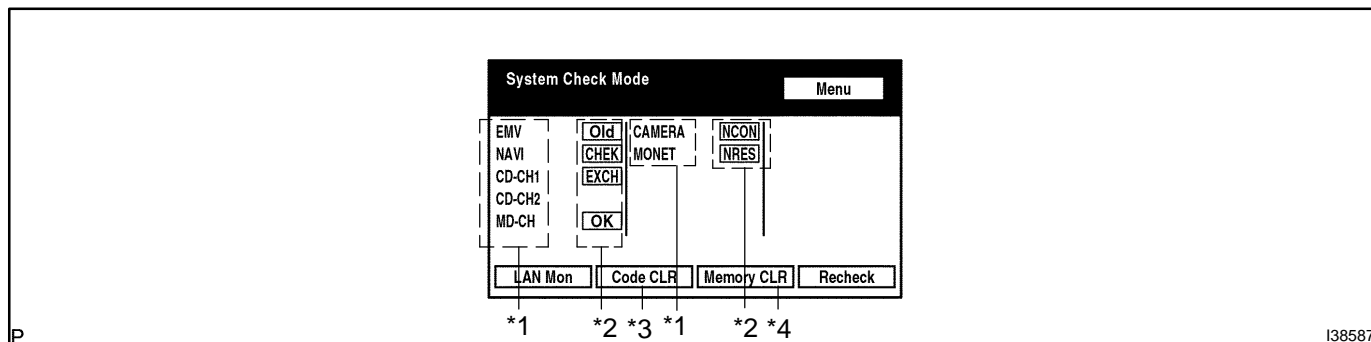 System Check Mode Menu
EMV Old CAMERA NCON
NAVI CHEK MONET NRES
CD-CH1 EXCH
CD-CH2
MD-CH OK
LAN Mon Code CLR Memory CLR Recheck
*1 *2 *3 *1 *2 *4
P I38587